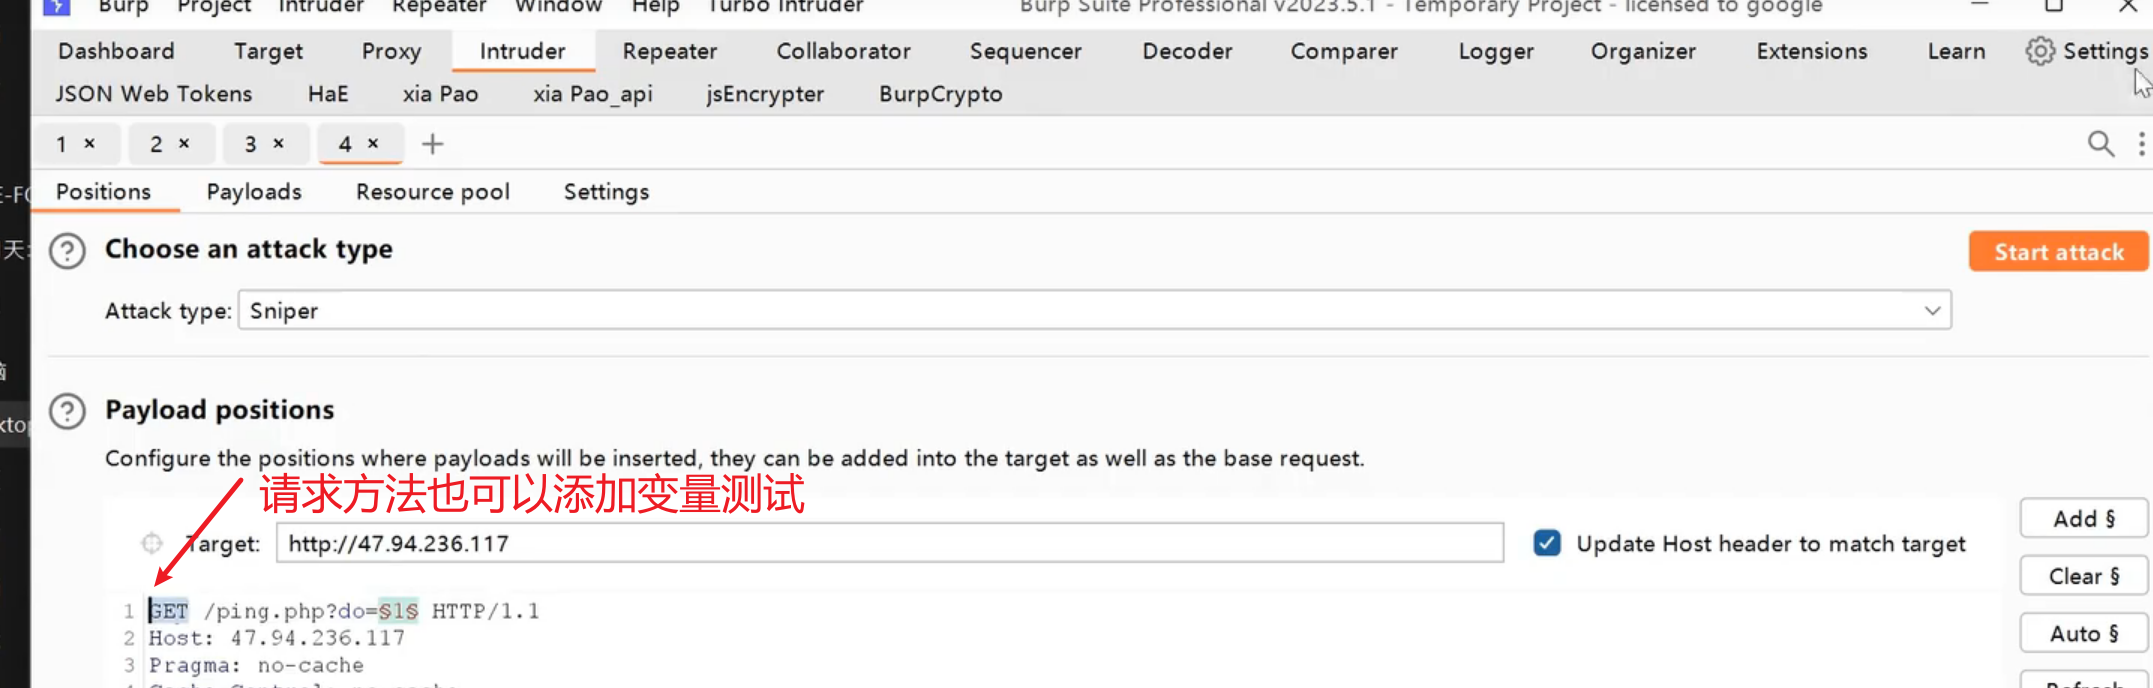 Burp Project Intruder Repeater Window Help Turbo Intruder Burp Suite Professional v2023.5.1 - Temporary Project - licensed to google
Dashboard Target Proxy Intruder Repeater Collaborator Sequencer Decoder Comparer Logger Organizer Extensions Learn Settings
JSON Web Tokens HaE xia Pao xia Pao_api jsEncrypter BurpCrypto
1 × 2 × 3 × 4 × +
Positions Payloads Resource pool Settings
Choose an attack type
Start attack
Attack type: Sniper
Payload positions
Configure the positions where payloads will be inserted, they can be added into the target as well as the base request.
请求方法也可以添加变量测试
Target: http://47.94.236.117
Update Host header to match target
Add §
Clear §
Auto §
1 GET /ping.php?do=§1§ HTTP/1.1
2 Host: 47.94.236.117
3 Pragma: no-cache